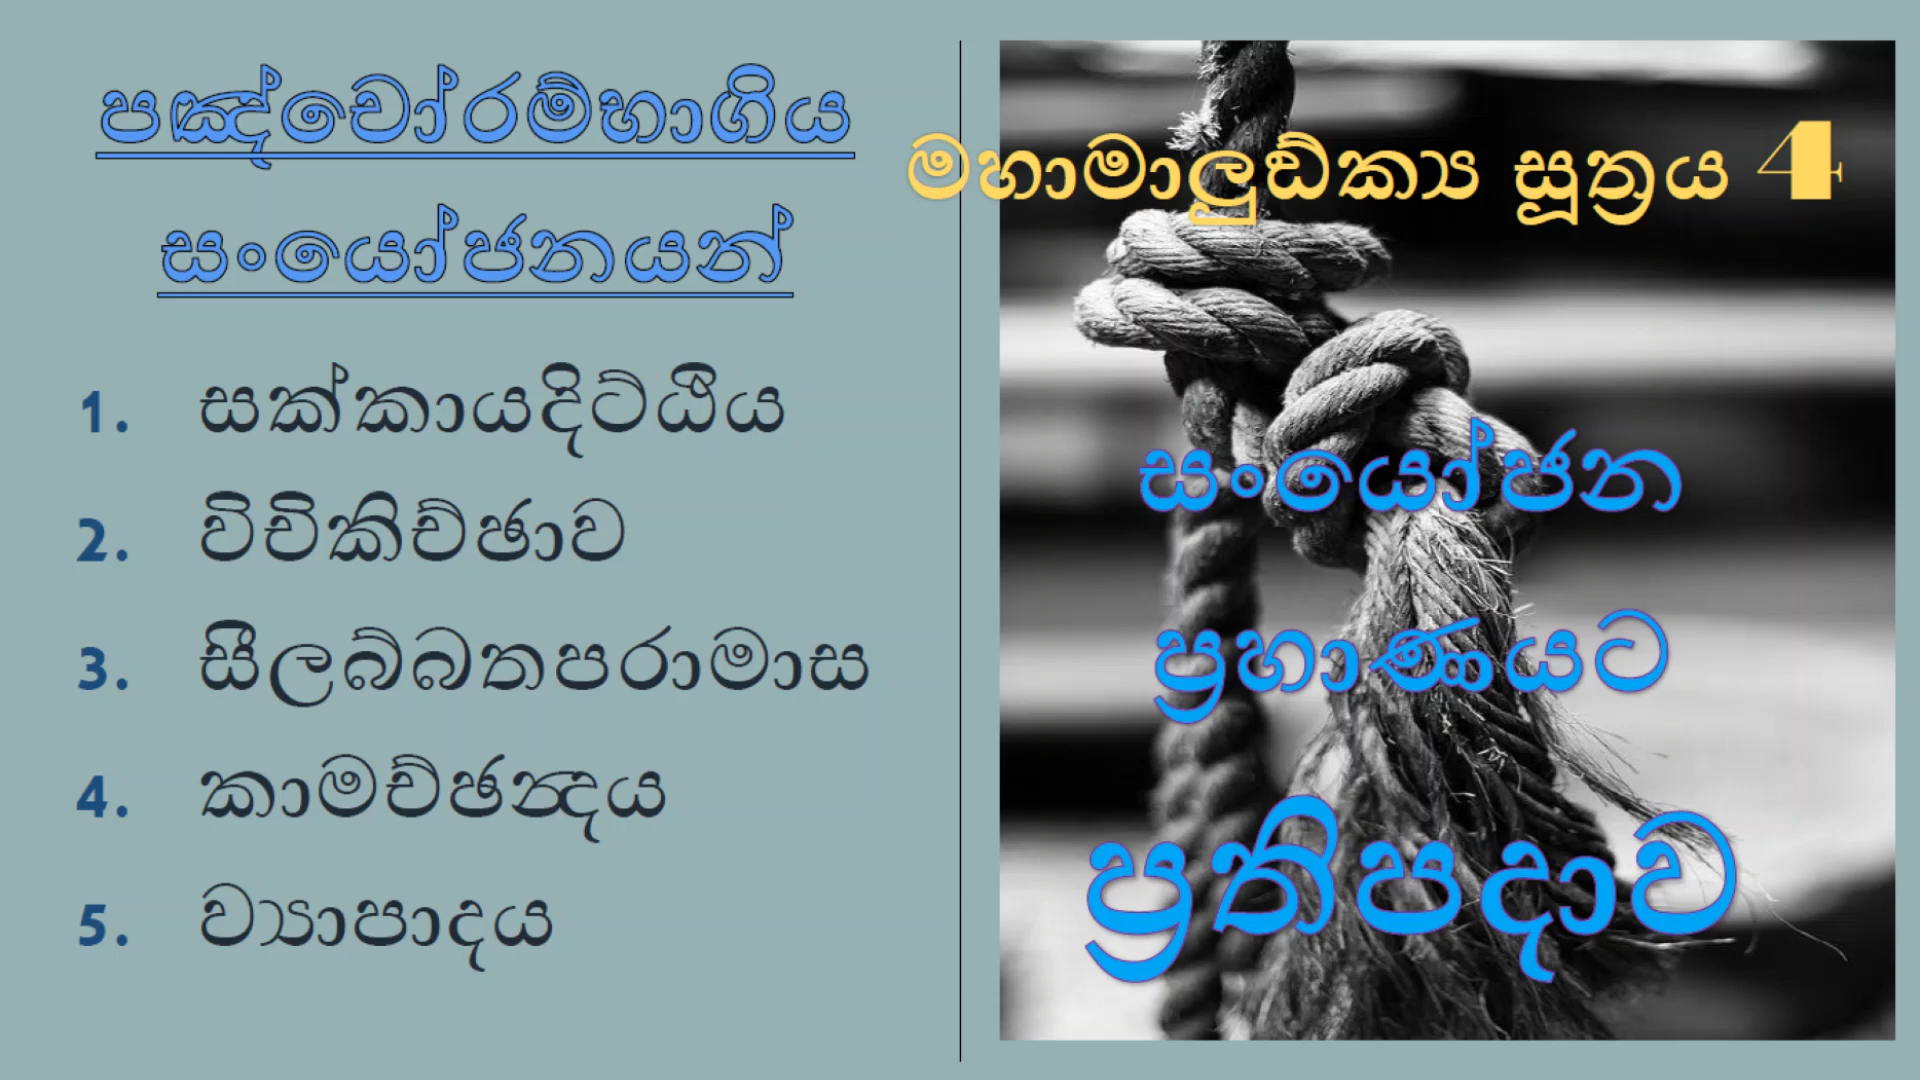 පඤ්චෝරම්භාගිය
සංයෝජනයන්
1. සක්කායදිට්ඨිය
2. විචිකිච්ඡාව
3. සීලබ්බතපරාමාස
4. කාමච්ඡන්‍දය
5. ව්‍යාපාදය
මහාමාලුඞ්ක්‍ය සූත්‍රය 4
සංයෝජන
ප්‍රහාණයට
ප්‍රතිපදාව